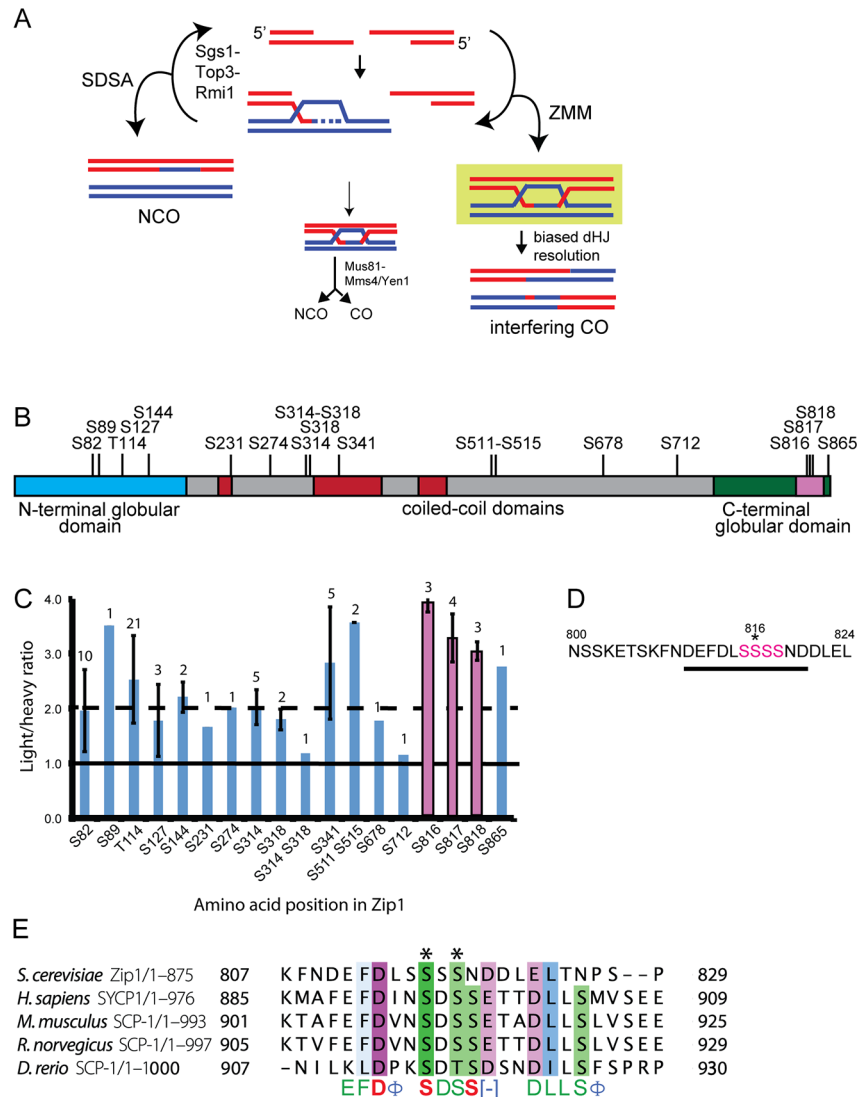 A
5' 5'
Sgs1-
Top3-
Rmi1
SDSA
ZMM
NCO
Mus81-
Mms4/Yen1
NCO CO
biased dHJ
resolution
interfering CO
B
S144 S314-S318 S818
S89 S127 S318 S817
S82 T114 S231 S274 S314 S341 S511-S515 S678 S712 S816 S865
N-terminal globular
domain
coiled-coil domains
C-terminal
globular domain
C
Light/heavy ratio
4.0
3.0
2.0
1.0
0.0
10 1 21 3 2 1 1 5 2 1 5 2 1 1 3 4 3 1
S82 S89 T114 S127 S144 S231 S274 S314 S318 S314 S318 S341 S511 S515 S678 S712 S816 S817 S818 S865
Amino acid position in Zip1
D
800 816 824
*
NSSKETSKFNDEFDLSSSSNDDLEL
E
* *
S. cerevisiae Zip1/1–875 807 KFNDEFDLSSSSNDDLELTNPS--P 829
H. sapiens SYCP1/1–976 885 KMAFEFDINSDSSETTDLLSMVSEE 909
M. musculus SCP-1/1–993 901 KTAFEFDVNSDSSETADLLSLVSEE 925
R. norvegicus SCP-1/1–997 905 KTVFEFDVNSDSSETTDLLSLVSEE 929
D. rerio SCP-1/1–1000 907 -NILKLDPKSDTSDSNDILSFSPRP 930
EFDΦ SDSS[-] DLLSΦ